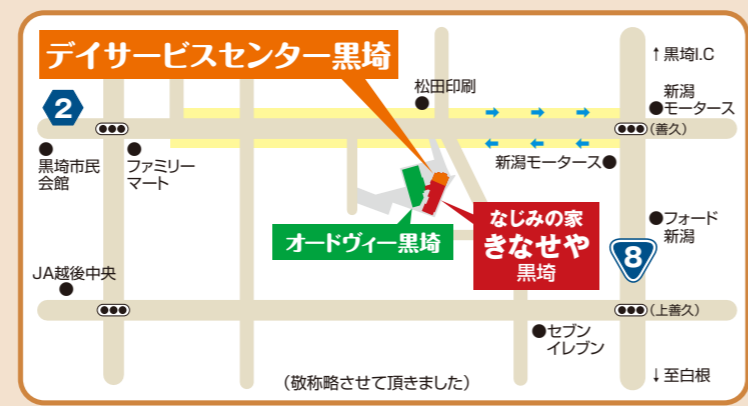 デイサービスセンター黒埼
↑黒埼I.C
2
松田印刷
新潟
モータース
(善久)
黒埼市民
会館
ファミリー
マート
新潟モータース
なじみの家
きなせや
黒埼
オードヴィー黒埼
フォード
新潟
8
JA越後中央
(上善久)
セブン
イレブン
(敬称略させて頂きました)
↓至白根